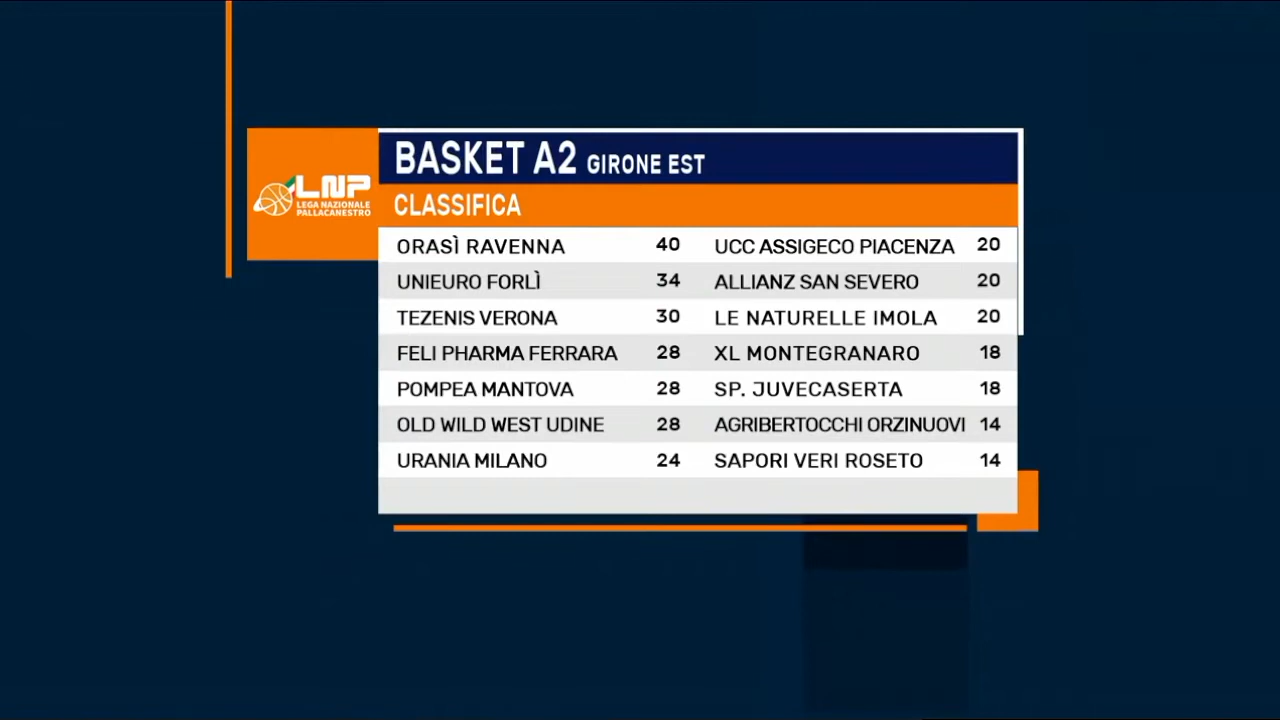 LNP
LEGA NAZIONALE
PALLACANESTRO
BASKET A2 GIRONE EST
CLASSIFICA
ORASÌ RAVENNA 40
UNIEURO FORLÌ 34
TEZENIS VERONA 30
FELI PHARMA FERRARA 28
POMPEA MANTOVA 28
OLD WILD WEST UDINE 28
URANIA MILANO 24
UCC ASSIGECO PIACENZA 20
ALLIANZ SAN SEVERO 20
LE NATURELLE IMOLA 20
XL MONTEGRANARO 18
SP. JUVECASERTA 18
AGRIBERTOCCHI ORZINUOVI 14
SAPORI VERI ROSETO 14